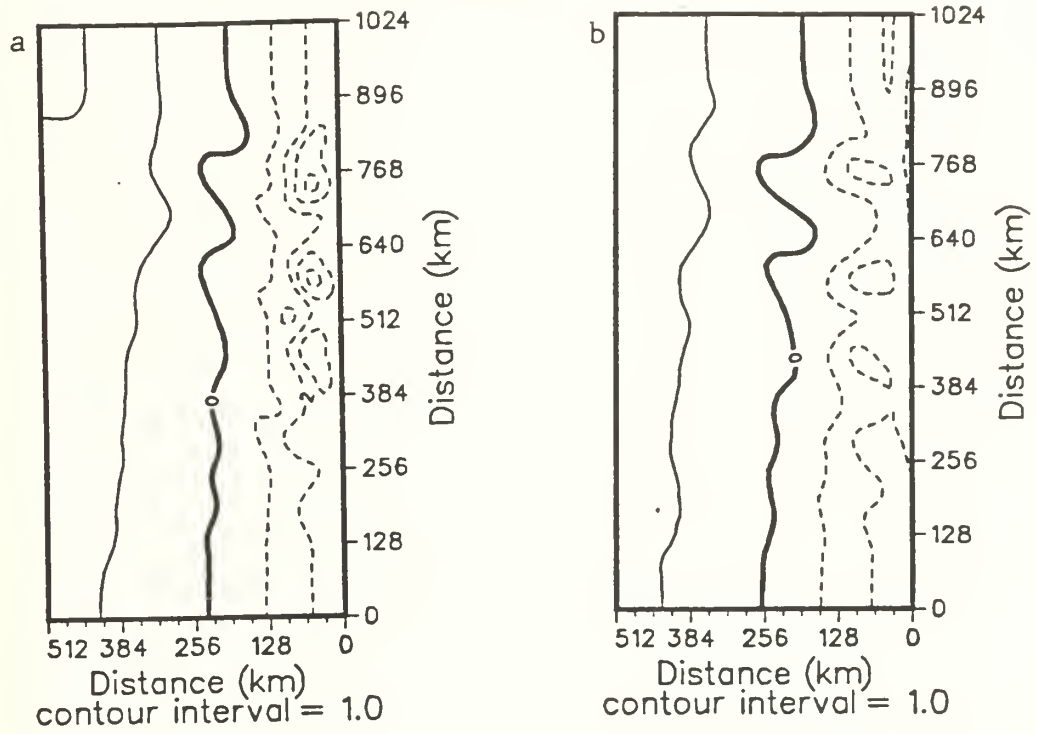 a
1024
896
768
640
512
384
256
128
0
Distance (km)
0
512 384 256 128 0
Distance (km)
contour interval = 1.0
b
1024
896
768
640
512
384
256
128
0
Distance (km)
0
512 384 256 128 0
Distance (km)
contour interval = 1.0